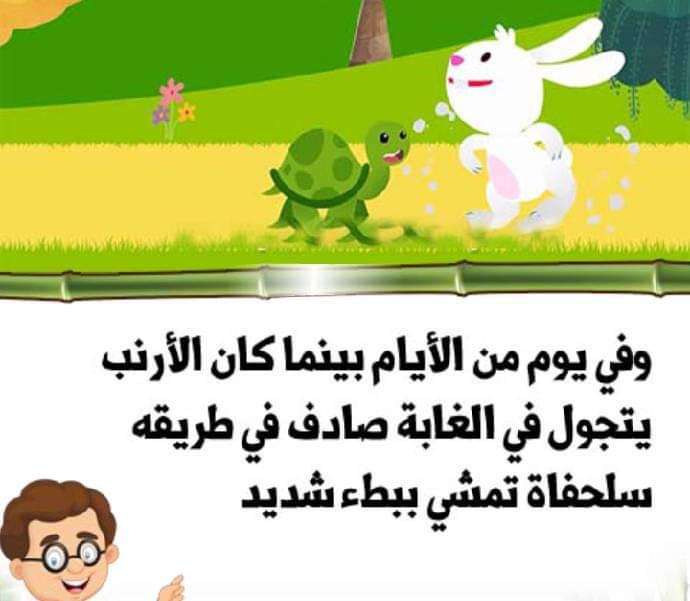 وفي يوم من الأيام بينما كان الأرنب
يتجول في الغابة صادف في طريقه
سلحفاة تمشي ببطء شديد